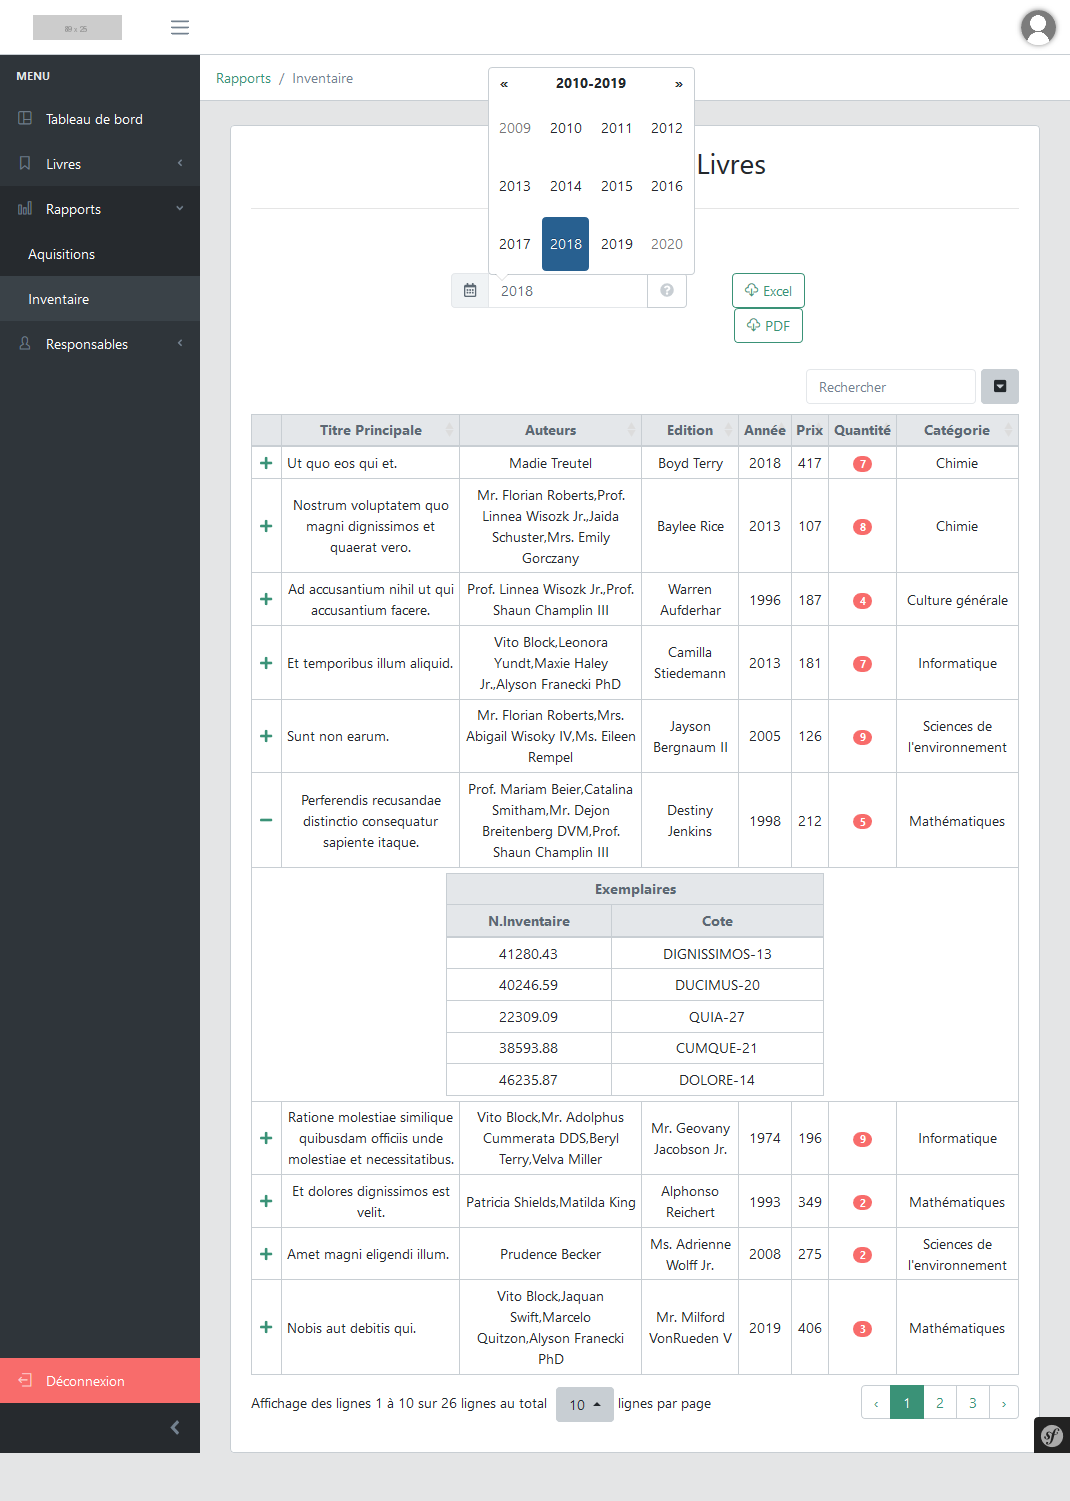 89 x 25
MENU
Tableau de bord
Livres
Rapports
Aquisitions
Inventaire
Responsables
Déconnexion
Rapports / Inventaire
« 2010-2019 »
2009 2010 2011 2012
2013 2014 2015 2016
2017 2018 2019 2020
Livres
2018
Excel
PDF
Rechercher
Titre Principale Auteurs Edition Année Prix Quantité Catégorie
Ut quo eos qui et. Madie Treutel Boyd Terry 2018 417 7 Chimie
Nostrum voluptatem quo
magni dignissimos et
quaerat vero.
Mr. Florian Roberts,Prof.
Linnea Wisozk Jr.,Jaida
Schuster,Mrs. Emily
Gorczany
Baylee Rice 2013 107 8 Chimie
Ad accusantium nihil ut qui
accusantium facere.
Prof. Linnea Wisozk Jr.,Prof.
Shaun Champlin III
Warren
Aufderhar
1996 187 4 Culture générale
Et temporibus illum aliquid.
Vito Block,Leonora
Yundt,Maxie Haley
Jr.,Alyson Franecki PhD
Camilla
Stiedemann
2013 181 7 Informatique
Sunt non earum.
Mr. Florian Roberts,Mrs.
Abigail Wisoky IV,Ms. Eileen
Rempel
Jayson
Bergnaum II
2005 126 9
Sciences de
l'environnement
Perferendis recusandae
distinctio consequatur
sapiente itaque.
Prof. Mariam Beier,Catalina
Smitham,Mr. Dejon
Breitenberg DVM,Prof.
Shaun Champlin III
Destiny
Jenkins
1998 212 5 Mathématiques
Exemplaires
N.Inventaire Cote
41280.43 DIGNISSIMOS-13
40246.59 DUCIMUS-20
22309.09 QUIA-27
38593.88 CUMQUE-21
46235.87 DOLORE-14
Ratione molestiae similique
quibusdam officiis unde
molestiae et necessitatibus.
Vito Block,Mr. Adolphus
Cummerata DDS,Beryl
Terry,Velva Miller
Mr. Geovany
Jacobson Jr.
1974 196 9 Informatique
Et dolores dignissimos est
velit.
Patricia Shields,Matilda King
Alphonso
Reichert
1993 349 2 Mathématiques
Amet magni eligendi illum. Prudence Becker
Ms. Adrienne
Wolff Jr.
2008 275 2
Sciences de
l'environnement
Nobis aut debitis qui.
Vito Block,Jaquan
Swift,Marcelo
Quitzon,Alyson Franecki
PhD
Mr. Milford
VonRueden V
2019 406 3 Mathématiques
Affichage des lignes 1 à 10 sur 26 lignes au total 10 lignes par page
‹ 1 2 3 ›
sf